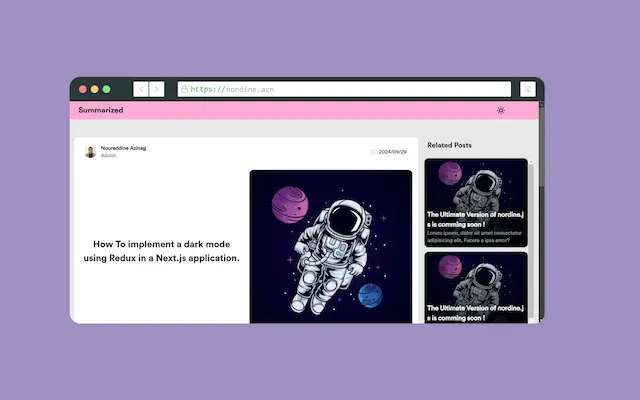 https://nordine.azn
Summarized
Noureddine Azinag
Admin
2024/09/29
How To implement a dark mode
using Redux in a Next.js application.
Related Posts
The Ultimate Version of nordine.j
s is comming soon !
Lorem ipsum, dolor sit amet consectetur
adipisicing elit. Facere a ipsa error?
The Ultimate Version of nordine.j
s is comming soon !